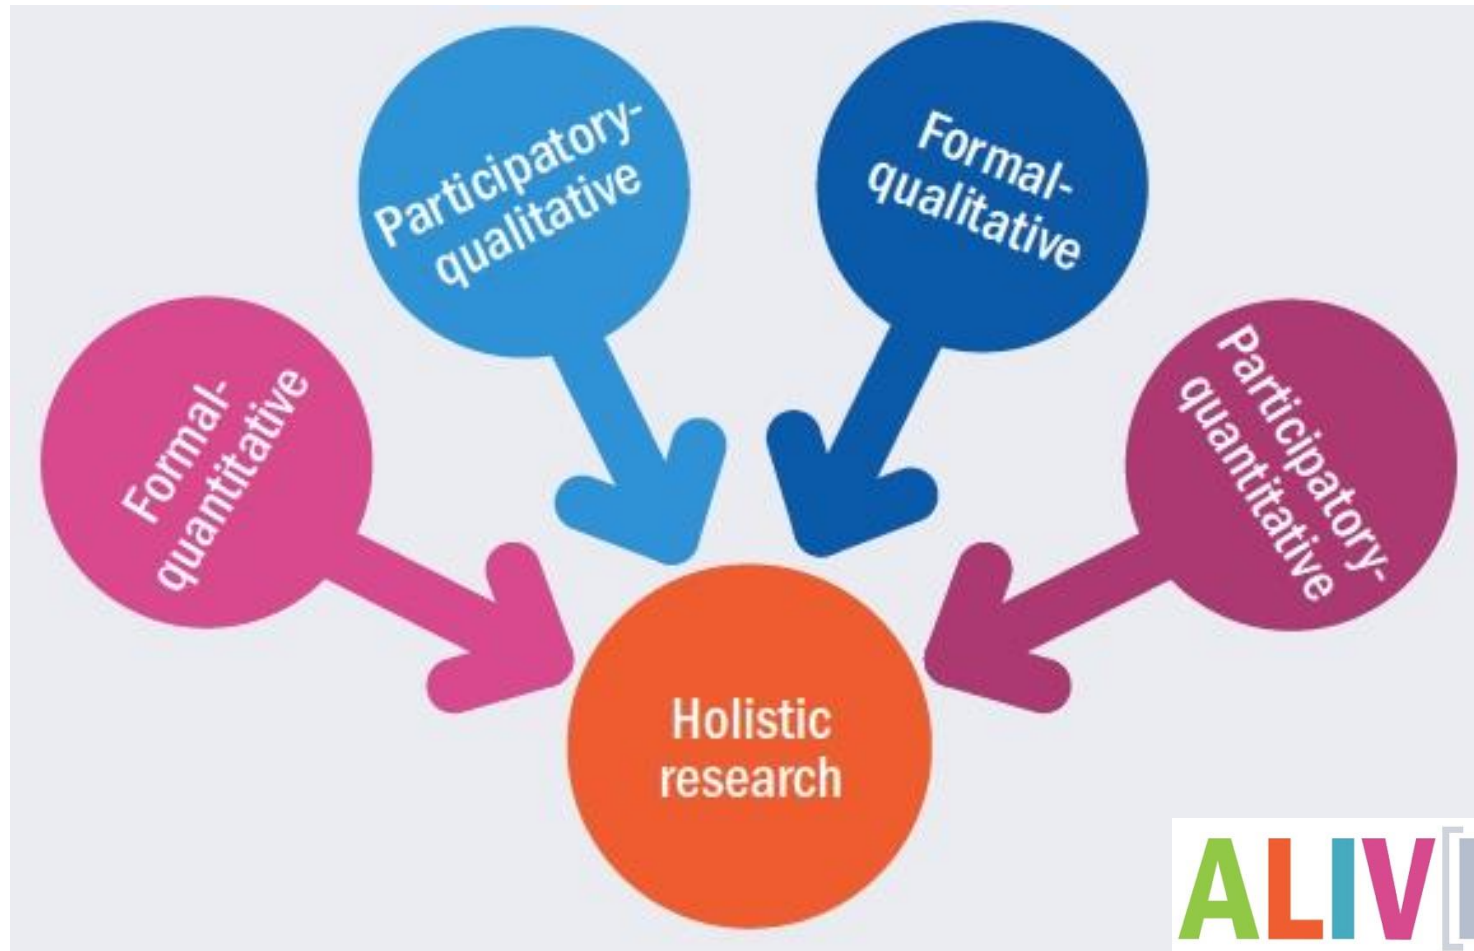 Participatory-
qualitative
Formal-
qualitative
Formal-
quantitative
Participatory-
quantitative
Holistic
research
ALIV[